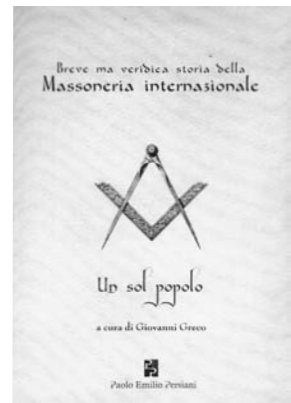 Breve ma veridica storia della
Massoneria internazionale
Un sol popolo
a cura di Giovanni Greco
Paolo Emilio Persiani